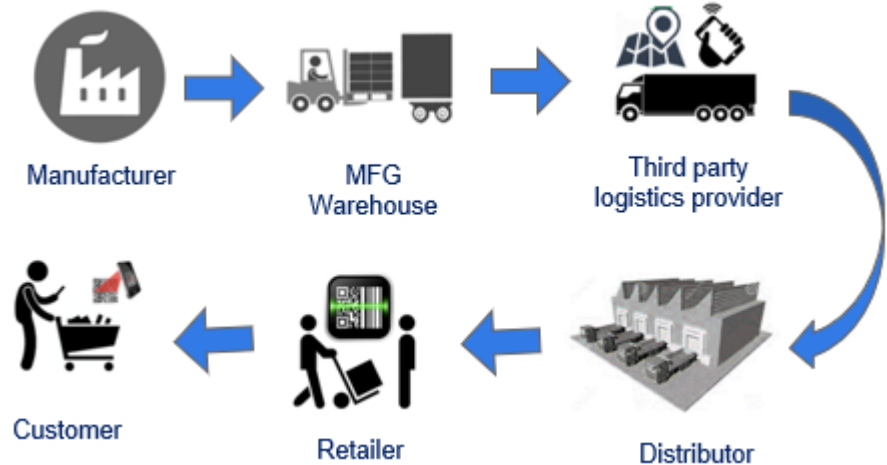 Manufacturer
MFG
Warehouse
Third party
logistics provider
Distributor
Retailer
Customer